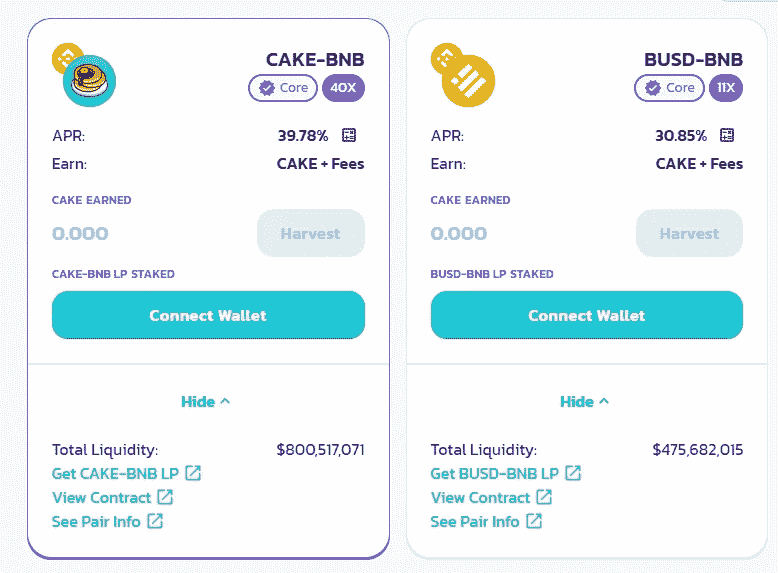 CAKE-BNB
Core 40X
APR: 39.78%
Earn: CAKE + Fees
CAKE EARNED
0.000 Harvest
CAKE-BNB LP STAKED
Connect Wallet
Hide
Total Liquidity: $800,517,071
Get CAKE-BNB LP
View Contract
See Pair Info
BUSD-BNB
Core 11X
APR: 30.85%
Earn: CAKE + Fees
CAKE EARNED
0.000 Harvest
BUSD-BNB LP STAKED
Connect Wallet
Hide
Total Liquidity: $475,682,015
Get BUSD-BNB LP
View Contract
See Pair Info